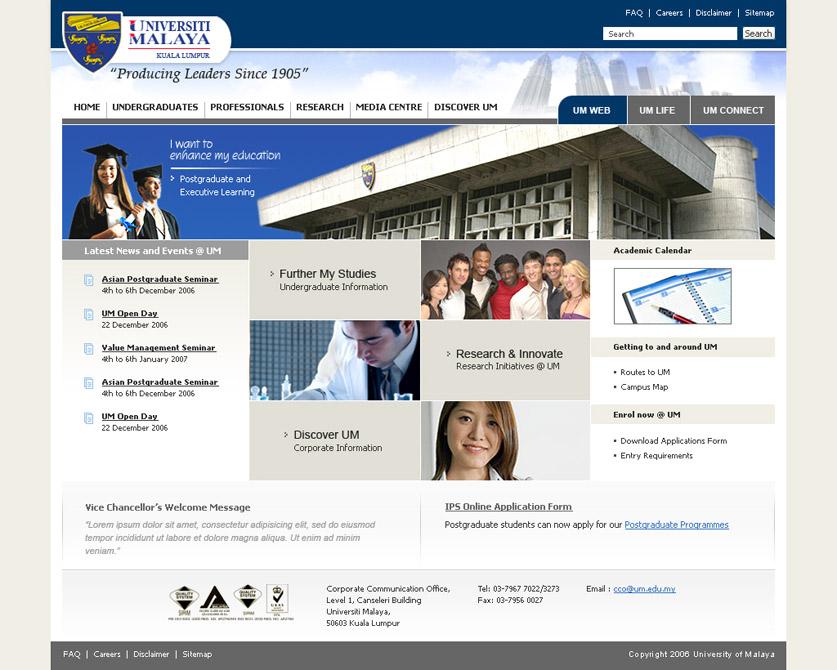 FAQ | Careers | Disclaimer | Sitemap
UNIVERSITI
MALAYA
KUALA LUMPUR
Search Search
“Producing Leaders Since 1905”
HOME | UNDERGRADUATES | PROFESSIONALS | RESEARCH | MEDIA CENTRE | DISCOVER UM
UM WEB UM LIFE UM CONNECT
I want to
enhance my education
Postgraduate and
Executive Learning
Latest News and Events @ UM
Asian Postgraduate Seminar
4th to 6th December 2006
UM Open Day
22 December 2006
Value Management Seminar
4th to 6th January 2007
Asian Postgraduate Seminar
4th to 6th December 2006
UM Open Day
22 December 2006
Further My Studies
Undergraduate Information
Research & Innovate
Research Initiatives @ UM
Discover UM
Corporate Information
Academic Calendar
Getting to and around UM
Routes to UM
Campus Map
Enrol now @ UM
Download Applications Form
Entry Requirements
Vice Chancellor's Welcome Message
"Lorem ipsum dolor sit amet, consectetur adipisicing elit, sed do eiusmod
tempor incididunt ut labore et dolore magna aliqua. Ut enim ad minim
veniam."
IPS Online Application Form
Postgraduate students can now apply for our Postgraduate Programmes
QUALITY
SYSTEM
SIRIM
QUALITY
SYSTEM
SIRIM
UKAS
Corporate Communication Office,
Level 1, Canseleri Building
Universiti Malaya,
50603 Kuala Lumpur
Tel: 03-7967 7022/3273
Fax: 03-7956 0027
Email : cco@um.edu.my
FAQ | Careers | Disclaimer | Sitemap
Copyright 2006 University of Malaya